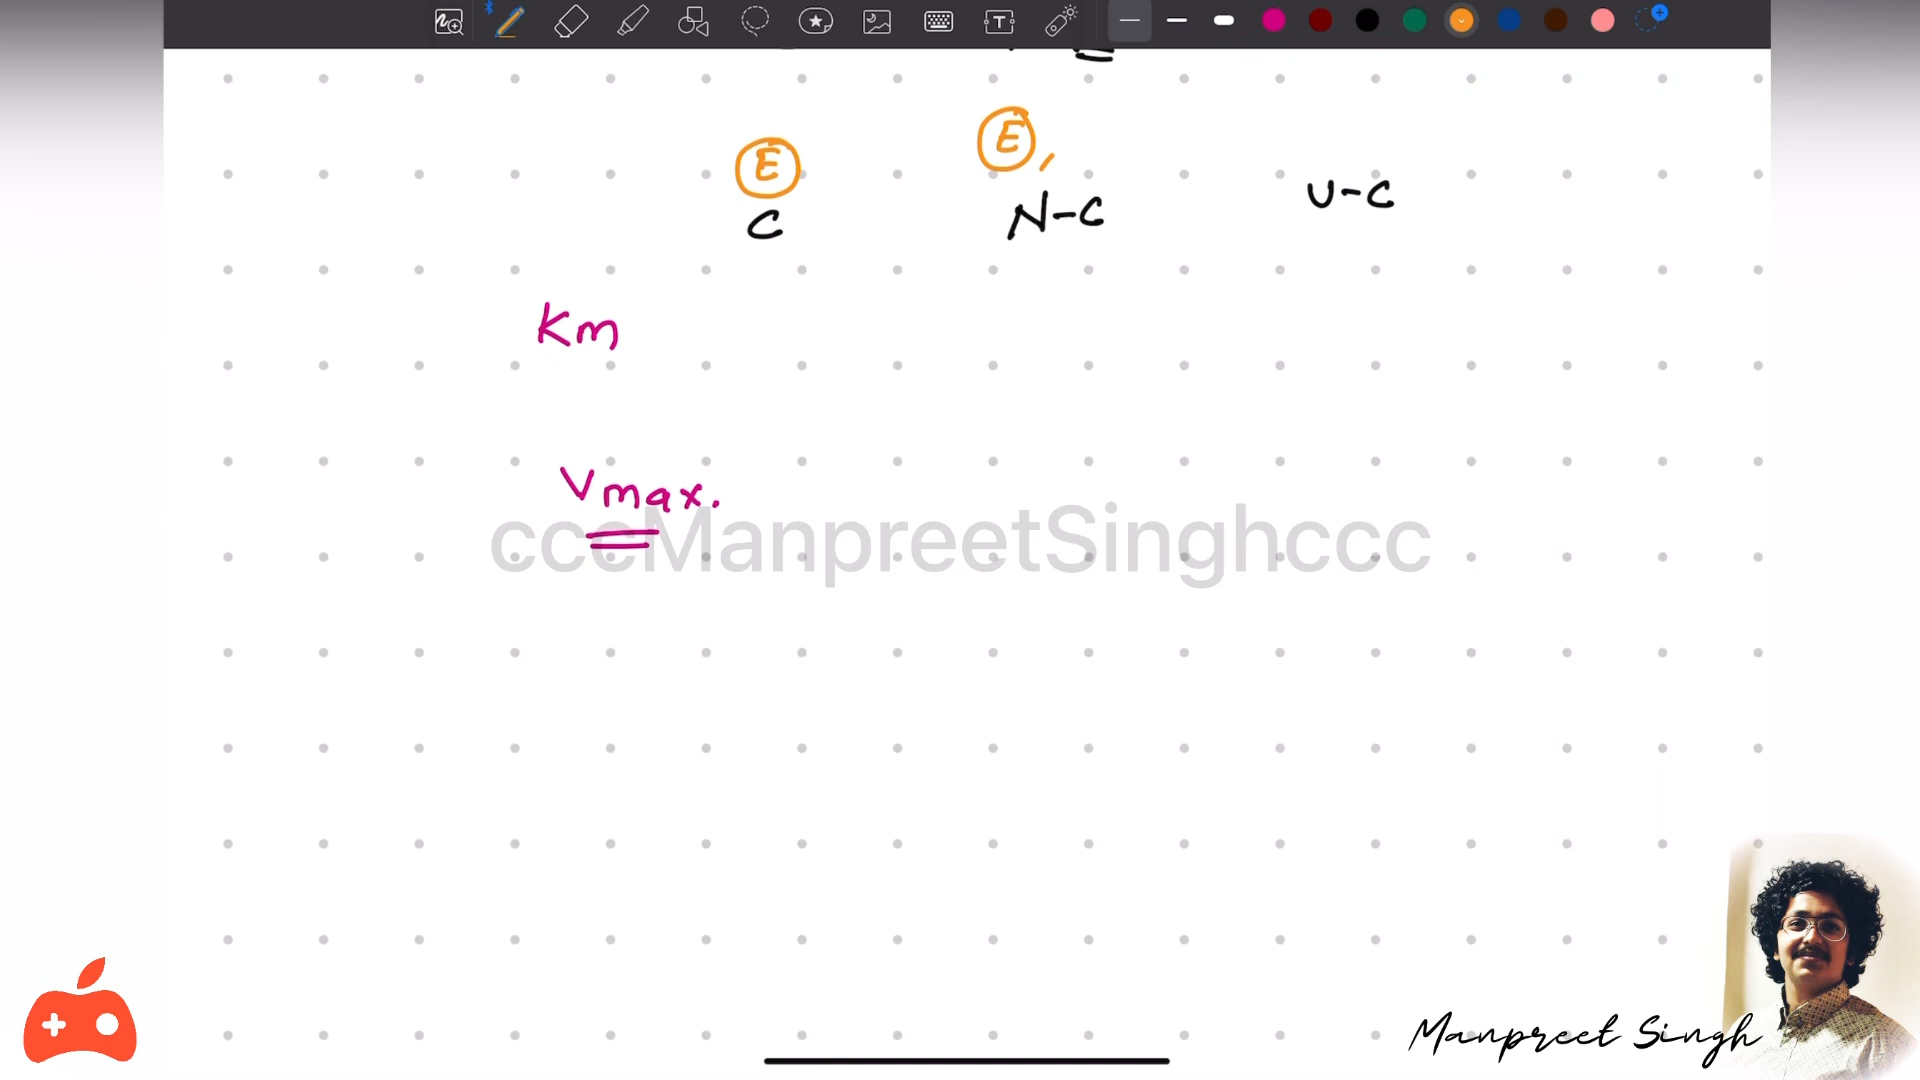 E E,
C N-C U-C
Km
Vmax.
cccManpreetSinghccc
Manpreet Singh